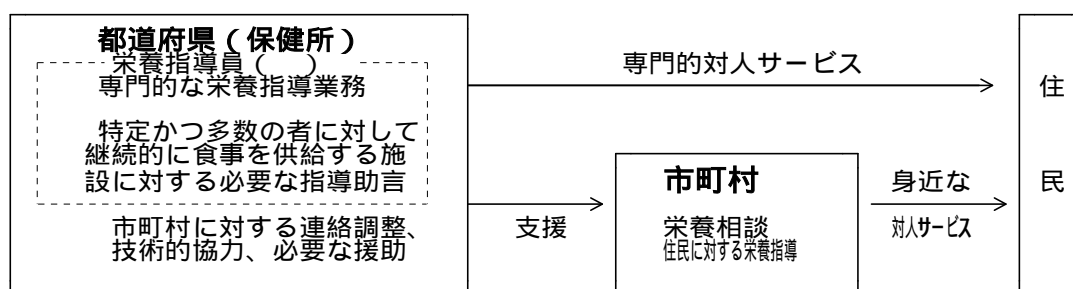 都道府県(保健所)
栄養指導員( )
専門的な栄養指導業務
特定かつ多数の者に対して
継続的に食事を供給する施
設に対する必要な指導助言
市町村に対する連絡調整、
技術的協力、必要な援助
専門的対人サービス
支援
市町村
栄養相談
住民に対する栄養指導
身近な
対人サービス
住
民